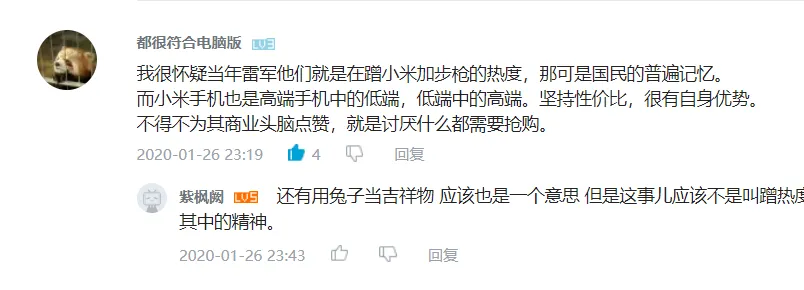 都很符合电脑版 LV3
我很怀疑当年雷军他们就是在蹭小米加步枪的热度，那可是国民的普遍记忆。
而小米手机也是高端手机中的低端，低端中的高端。坚持性价比，很有自身优势。
不得不为其商业头脑点赞，就是讨厌什么都需要抢购。
2020-01-26 23:19 4 回复
紫枫阙 LV5 还有用兔子当吉祥物 应该也是一个意思 但是这事儿应该不是叫蹭热度
其中的精神。
2020-01-26 23:43 回复